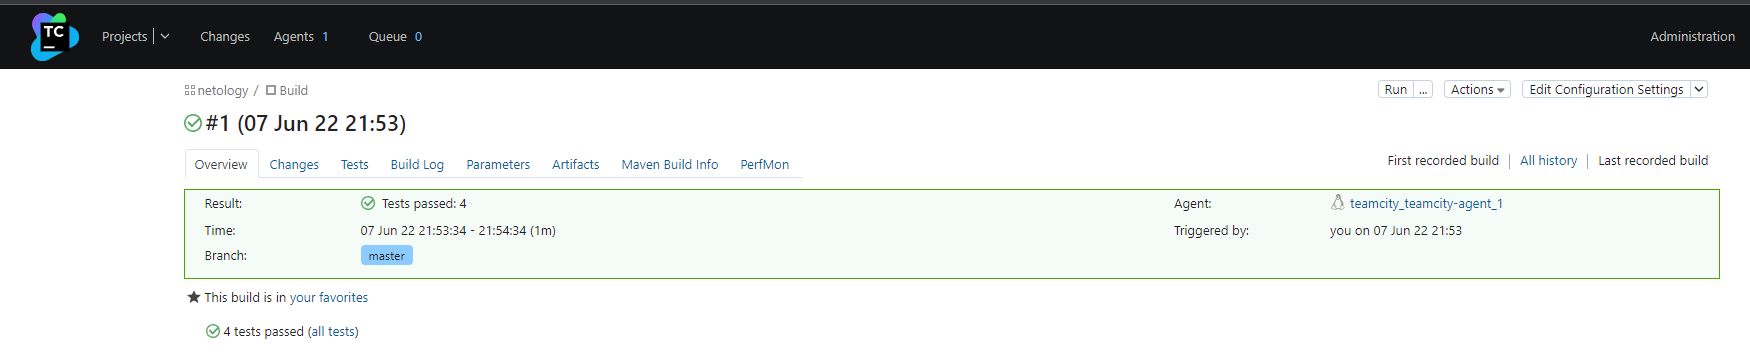 TC
Projects Changes Agents 1 Queue 0 Administration
netology / Build Run ... Actions Edit Configuration Settings
#1 (07 Jun 22 21:53)
Overview Changes Tests Build Log Parameters Artifacts Maven Build Info PerfMon First recorded build All history Last recorded build
Result: Tests passed: 4 Agent: teamcity_teamcity-agent_1
Time: 07 Jun 22 21:53:34 - 21:54:34 (1m) Triggered by: you on 07 Jun 22 21:53
Branch: master
This build is in your favorites
4 tests passed (all tests)